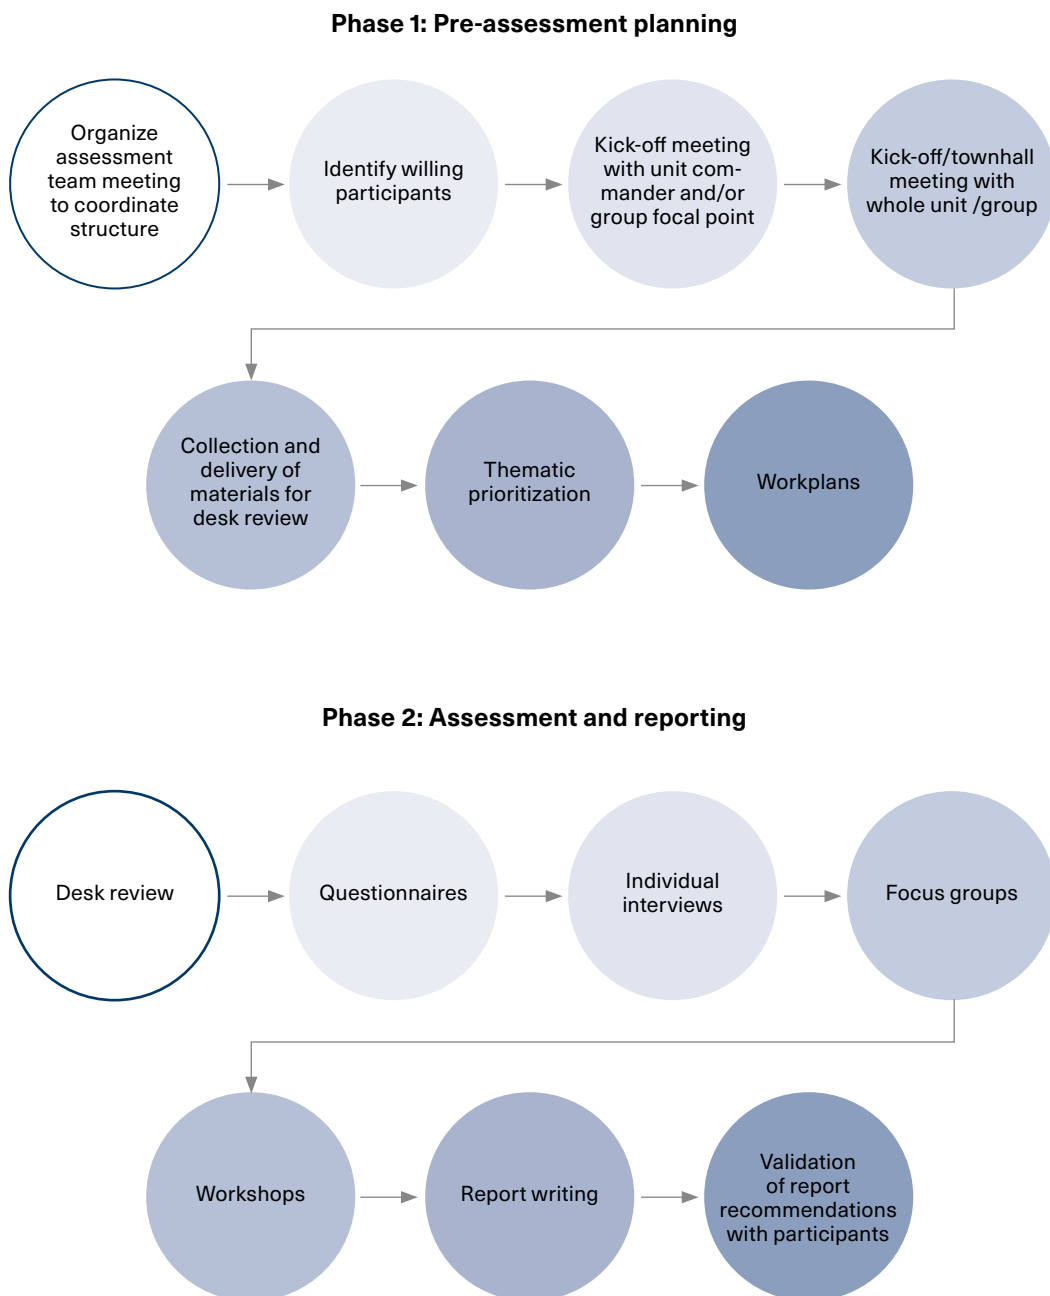 Phase 1: Pre-assessment planning
Organize
assessment
team meeting
to coordinate
structure
Identify willing
participants
Kick-off meeting
with unit com-
mander and/or
group focal point
Kick-off/townhall
meeting with
whole unit /group
Collection and
delivery of
materials for
desk review
Thematic
prioritization
Workplans
Phase 2: Assessment and reporting
Desk review
Questionnaires
Individual
interviews
Focus groups
Workshops
Report writing
Validation
of report
recommendations
with participants